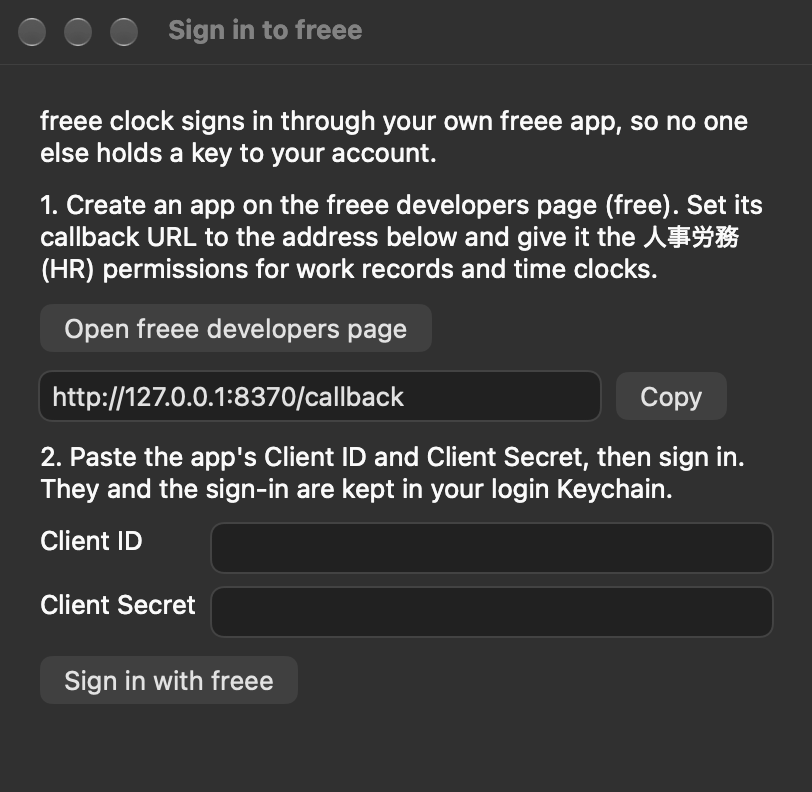 Sign in to freee
freee clock signs in through your own freee app, so no one
else holds a key to your account.
1. Create an app on the freee developers page (free). Set its
callback URL to the address below and give it the 人事労務
(HR) permissions for work records and time clocks.
Open freee developers page
http://127.0.0.1:8370/callback
Copy
2. Paste the app's Client ID and Client Secret, then sign in.
They and the sign-in are kept in your login Keychain.
Client ID
Client Secret
Sign in with freee